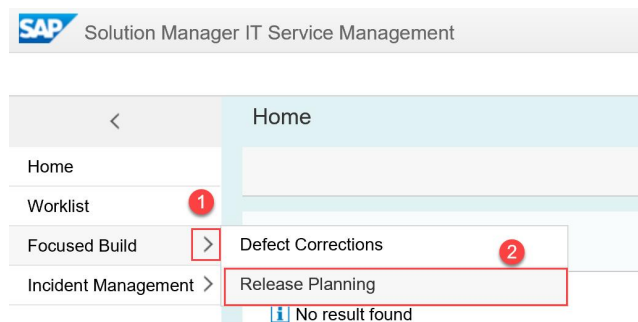 SAP Solution Manager IT Service Management
<
Home
Home
Worklist
1
Focused Build >
Defect Corrections
2
Incident Management >
Release Planning
i No result found